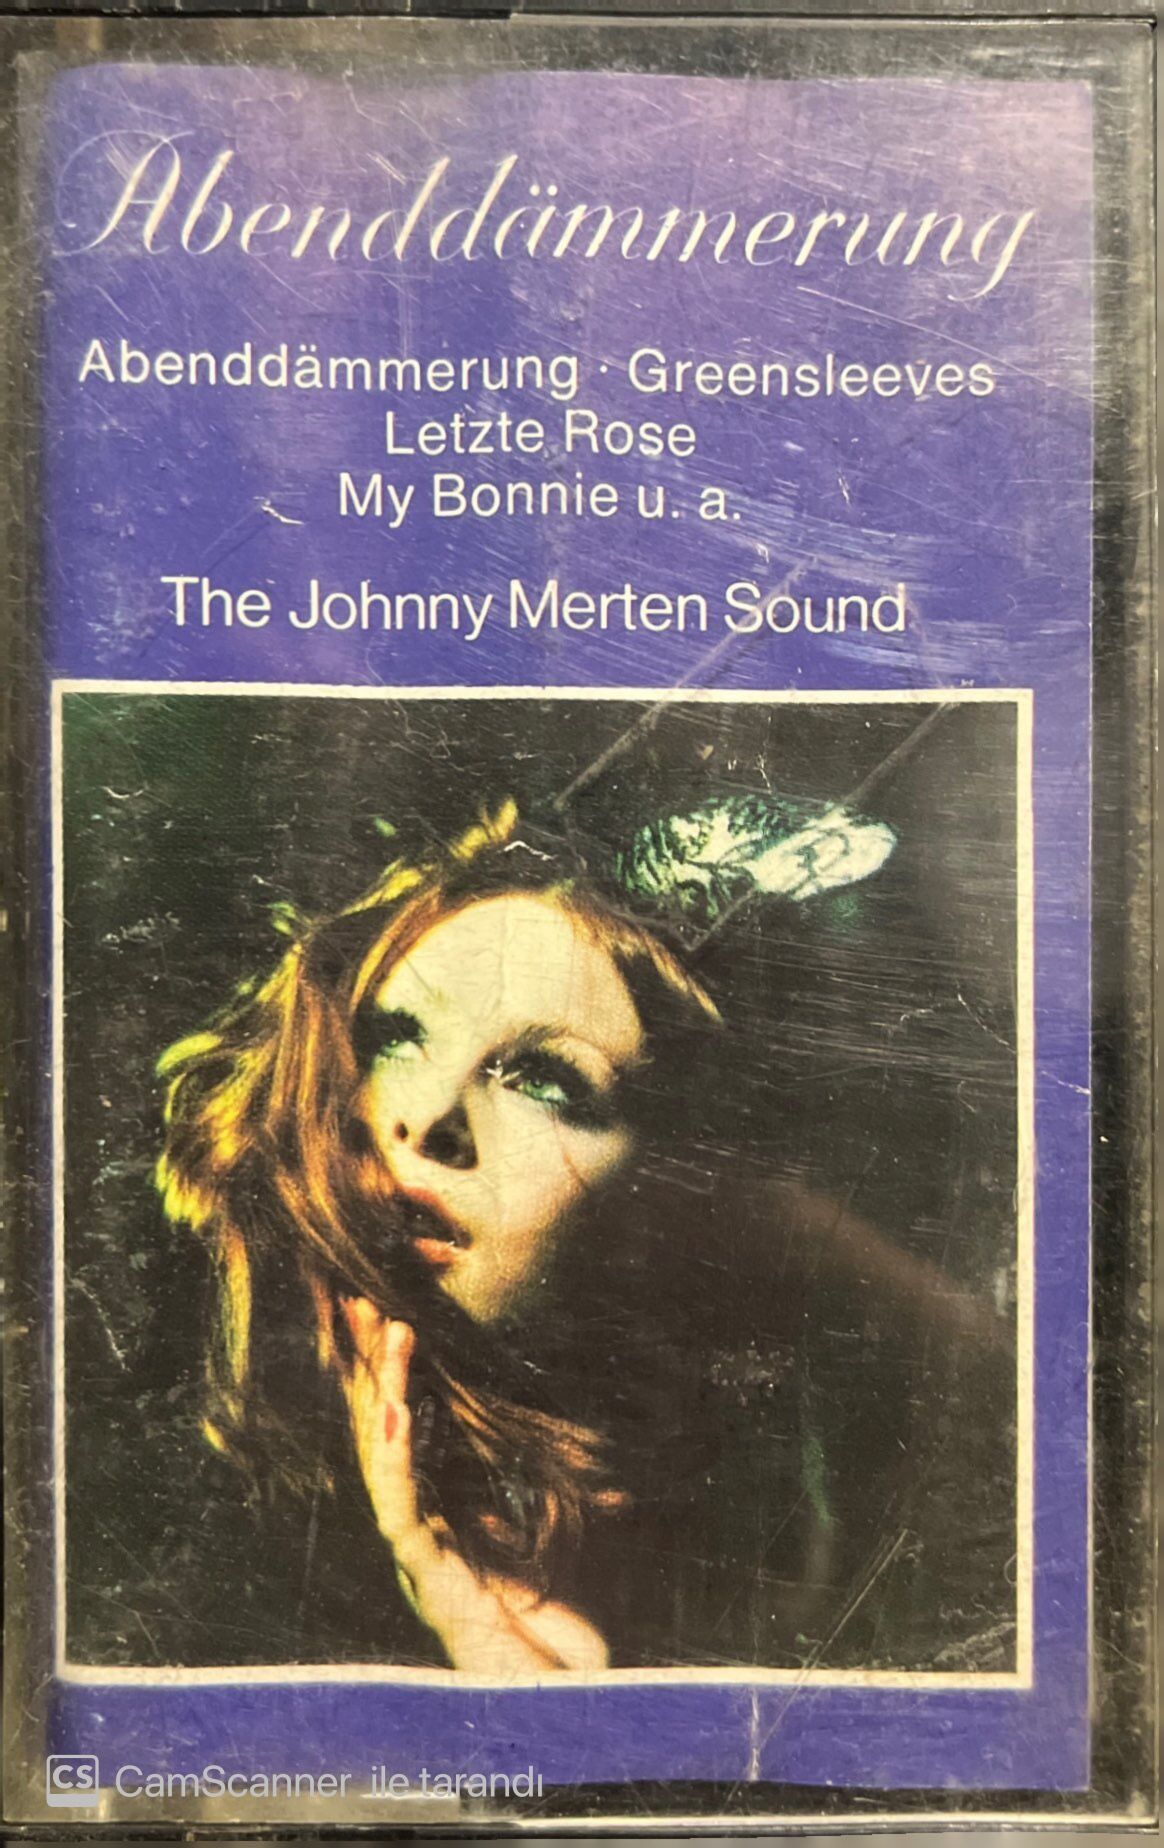 Abenddämmerung
Abenddämmerung · Greensleeves
Letzte Rose
My Bonnie u. a.
The Johnny Merten Sound
CS CamScanner ile tarandı